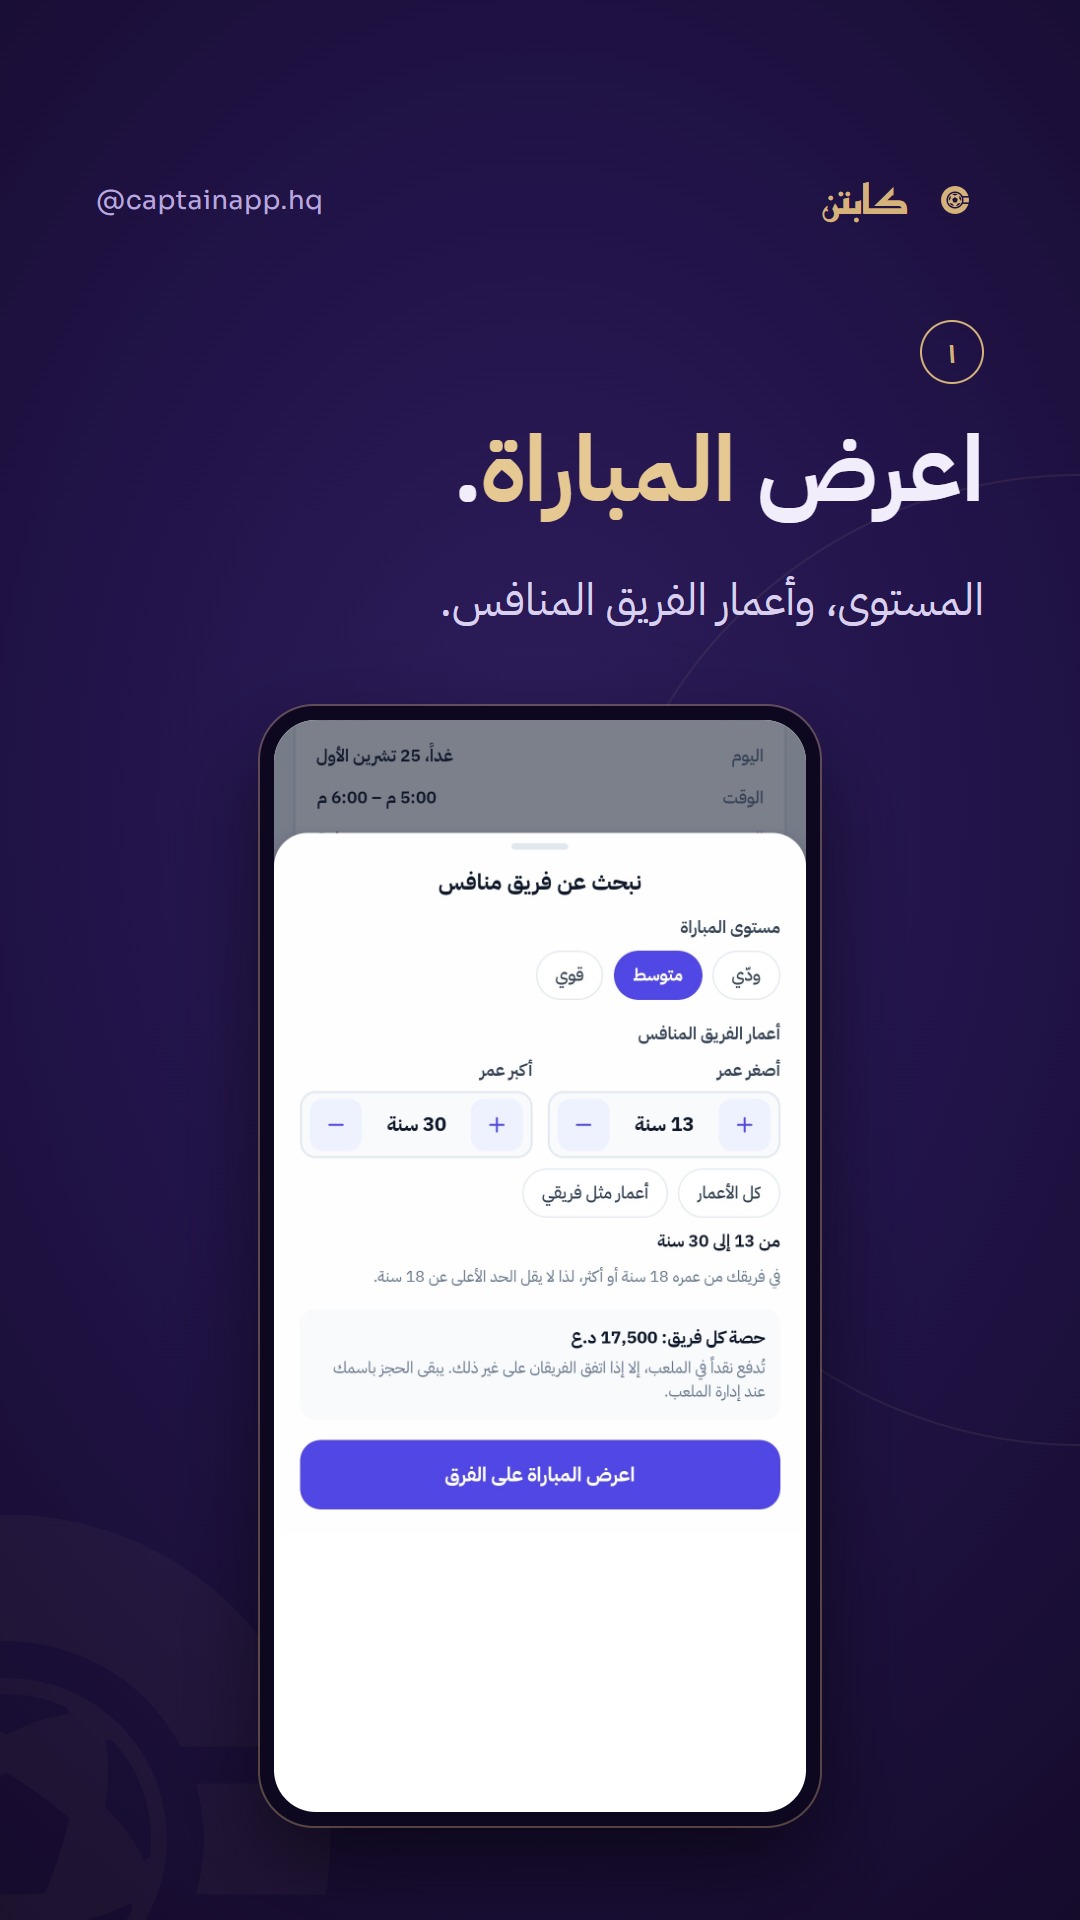 كابتن
@captainapp.hq
١
اعرض المباراة.
المستوى، وأعمار الفريق المنافس.
اليوم غداً، 25 تشرين الأول
الوقت 5:00 م – 6:00 م
نبحث عن فريق منافس
مستوى المباراة
ودّي متوسط قوي
أعمار الفريق المنافس
أصغر عمر أكبر عمر
+ 13 سنة − + 30 سنة −
كل الأعمار أعمار مثل فريقي
من 13 إلى 30 سنة
في فريقك من عمره 18 سنة أو أكثر، لذا لا يقل الحد الأعلى عن 18 سنة.
حصة كل فريق: 17,500 د.ع
تُدفع نقداً في الملعب، إلا إذا اتفق الفريقان على غير ذلك. يبقى الحجز باسمك
عند إدارة الملعب.
اعرض المباراة على الفرق